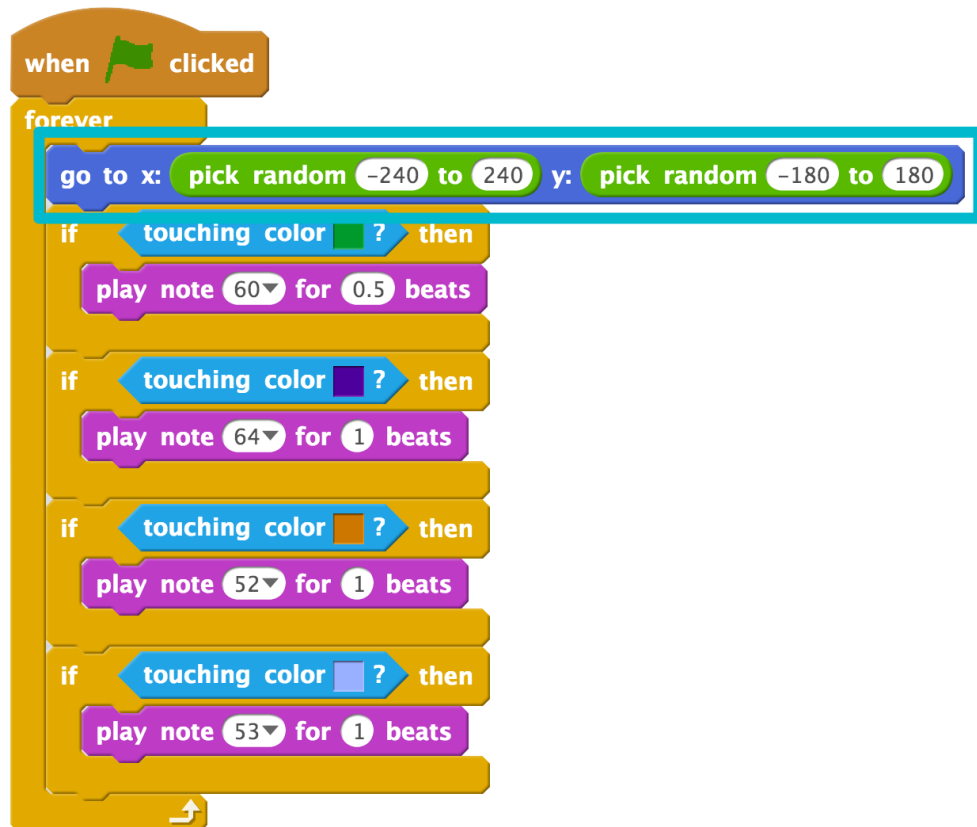 when clicked
forever
go to x: pick random -240 to 240 y: pick random -180 to 180
if touching color ? then
play note 60 for 0.5 beats
if touching color ? then
play note 64 for 1 beats
if touching color ? then
play note 52 for 1 beats
if touching color ? then
play note 53 for 1 beats